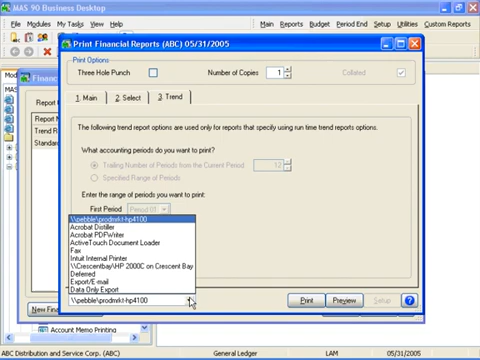 MAS 90 Business Desktop
File Modules My Tasks View Help
Main Reports Budget Period End Setup Utilities Custom Reports
Print Financial Reports (ABC) 05/31/2005
Print Options
Three Hole Punch
Number of Copies 1
Collated
1. Main 2. Select 3. Trend
The following trend report options are used only for reports that specify using run time trend report options.
What accounting periods do you want to print?
Trailing Number of Periods from the Current Period 12
Specified Range of Periods
Enter the range of periods you want to print:
First Period Period 01
\\pebble\prodmrkt-hp4100
Acrobat Distiller
Acrobat PDFWriter
ActiveTouch Document Loader
Fax
Intuit Internal Printer
\\Crescentbay\HP 2000C on Crescent Bay
Deferred
Export/E-mail
Data Only Export
\\pebble\prodmrkt-hp4100
Print Preview Setup
Account Memo Printing
ABC Distribution and Service Corp. (ABC) General Ledger 5/31/2005